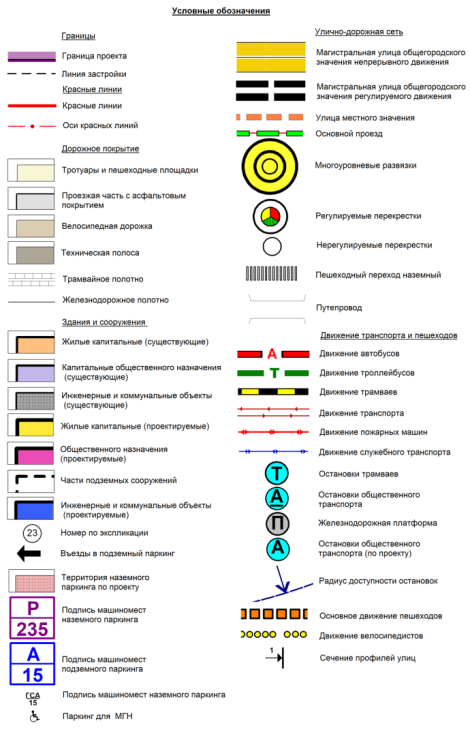 Условные обозначения
Границы
Граница проекта
Линия застройки
Красные линии
Красные линии
Оси красных линий
Дорожное покрытие
Тротуары и пешеходные площадки
Проезжая часть с асфальтовым
покрытием
Велосипедная дорожка
Техническая полоса
Трамвайное полотно
Железнодорожное полотно
Здания и сооружения
Жилые капитальные (существующие)
Капитальные общественного назначения
(существующие)
Инженерные и коммунальные объекты
(существующие)
Жилые капитальные (проектируемые)
Общественного назначения
(проектируемые)
Части подземных сооружений
Инженерные и коммунальные объекты
(проектируемые)
23
Номер по экспликации
Въезды в подземный паркинг
Территория наземного
паркинга по проекту
Р
235
Подпись машиномест
наземного паркинга
А
15
Подпись машиномест
подземного паркинга
ГСА
15
Подпись машиномест наземного паркинга
Паркинг для МГН
Улично-дорожная сеть
Магистральная улица общегородского
значения непрерывного движения
Магистральная улица общегородского
значения регулируемого движения
Улица местного значения
Основной проезд
Многоуровневые развязки
Регулируемые перекрестки
Нерегулируемые перекрестки
Пешеходный переход наземный
Путепровод
Движение транспорта и пешеходов
А
Движение автобусов
Т
Движение троллейбусов
Движение трамваев
Движение транспорта
Движение пожарных машин
Движение служебного транспорта
Т
Остановки трамваев
А
Остановки общественного
транспорта
П
Железнодорожная платформа
А
Остановки общественного
транспорта (по проекту)
Радиус доступности остановок
Основное движение пешеходов
Движение велосипедистов
1
Сечение профилей улиц